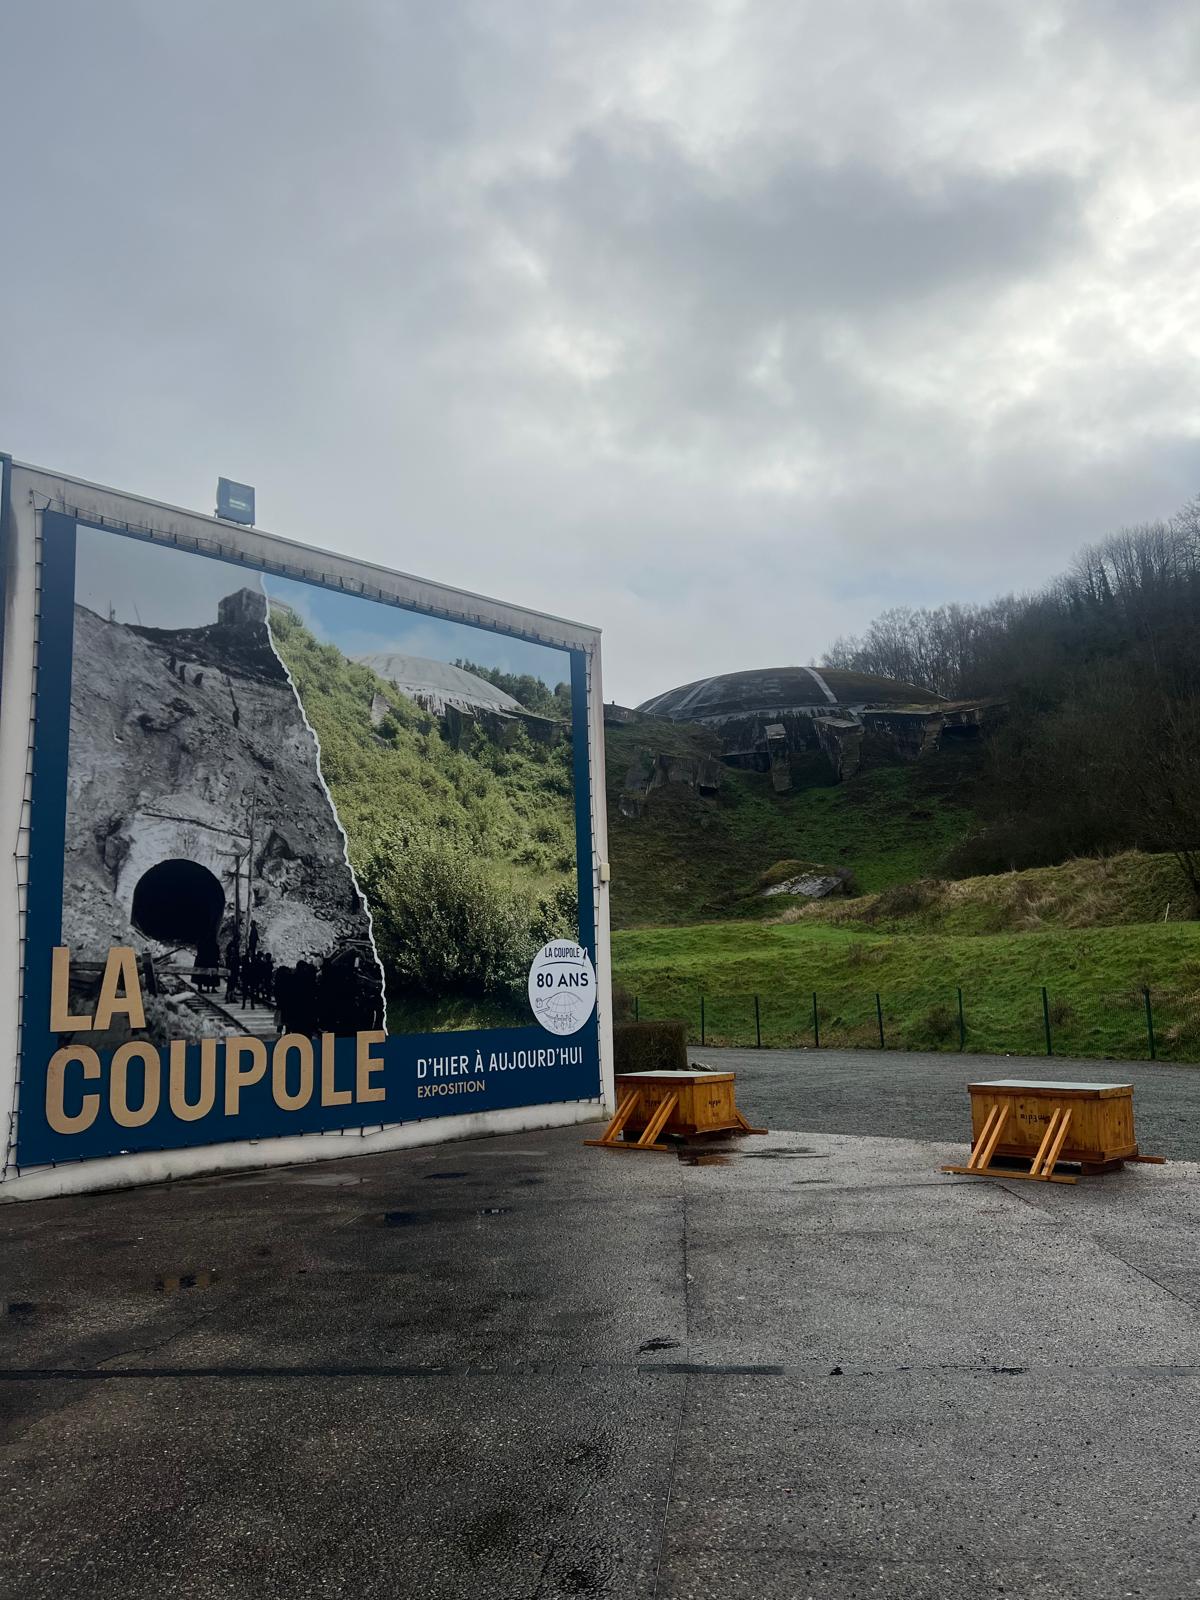 LA
COUPOLE
D'HIER À AUJOURD'HUI
EXPOSITION
LA COUPOLE
80 ANS